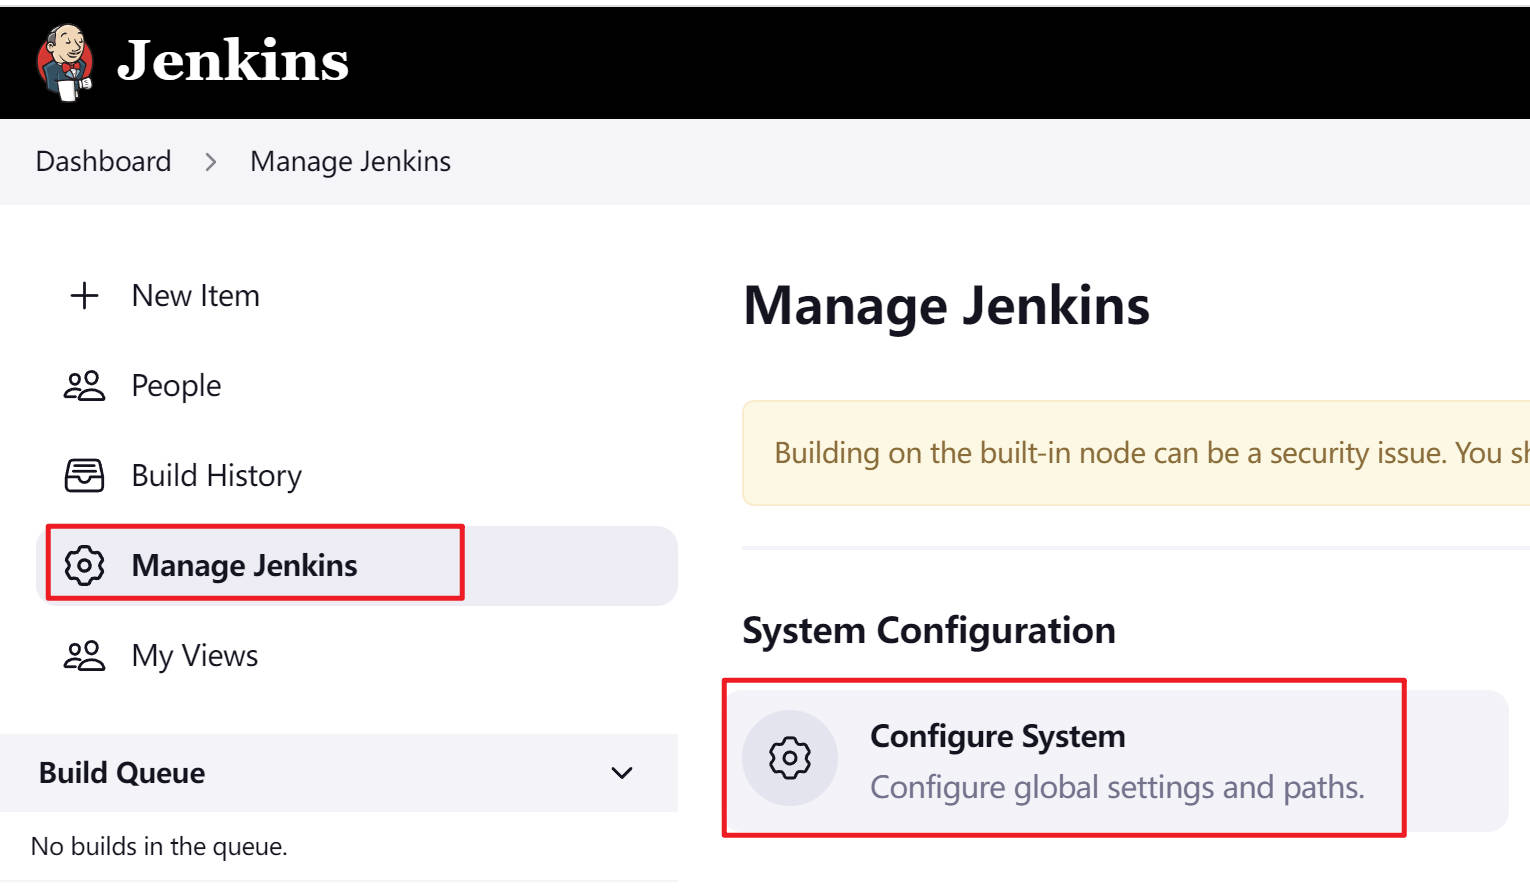 Jenkins
Dashboard > Manage Jenkins
New Item
People
Build History
Manage Jenkins
My Views
Build Queue
No builds in the queue.
Manage Jenkins
Building on the built-in node can be a security issue. You sh
System Configuration
Configure System
Configure global settings and paths.